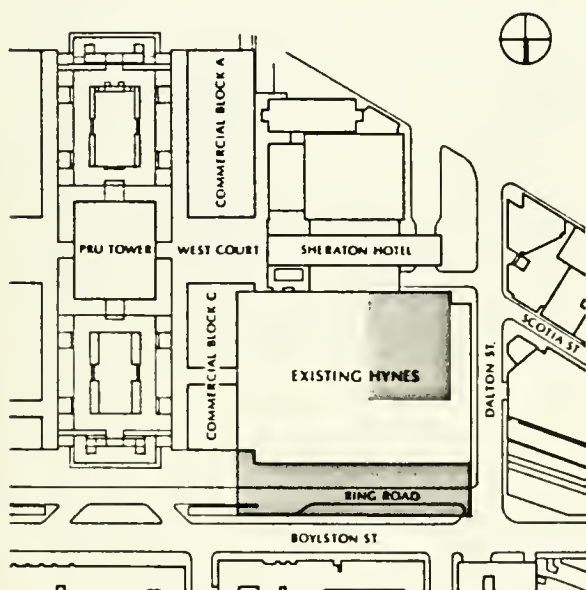 COMMERCIAL BLOCK A
PRU TOWER
WEST COURT
SHERATON HOTEL
SCOTIA ST.
COMMERCIAL BLOCK C
EXISTING HYNES
DALTON ST.
RING ROAD
BOYLSTON ST.